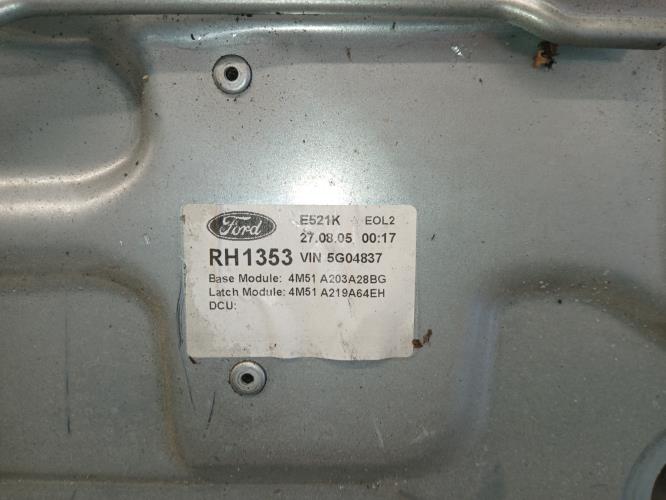 Ford E521K EOL2
27.08.05 00:17
RH1353 VIN 5G04837
Base Module: 4M51 A203A28BG
Latch Module: 4M51 A219A64EH
DCU: